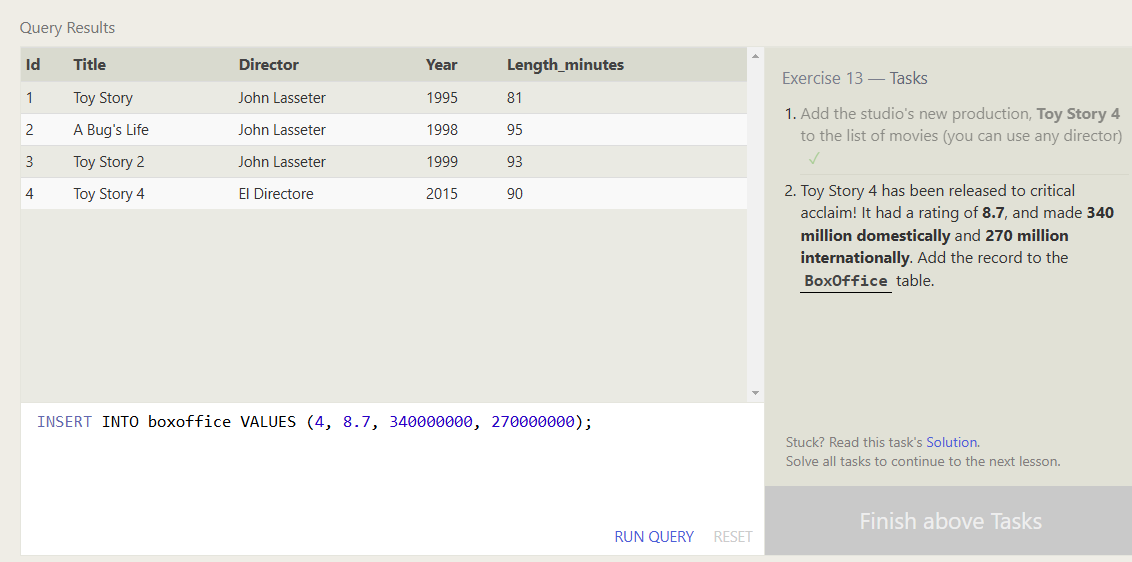 Query Results
Id Title Director Year Length_minutes
1 Toy Story John Lasseter 1995 81
2 A Bug's Life John Lasseter 1998 95
3 Toy Story 2 John Lasseter 1999 93
4 Toy Story 4 El Directore 2015 90
INSERT INTO boxoffice VALUES (4, 8.7, 340000000, 270000000);
RUN QUERY RESET
Exercise 13 — Tasks
1. Add the studio's new production, Toy Story 4
to the list of movies (you can use any director)
✓
2. Toy Story 4 has been released to critical
acclaim! It had a rating of 8.7, and made 340
million domestically and 270 million
internationally. Add the record to the
BoxOffice table.
Stuck? Read this task's Solution.
Solve all tasks to continue to the next lesson.
Finish above Tasks